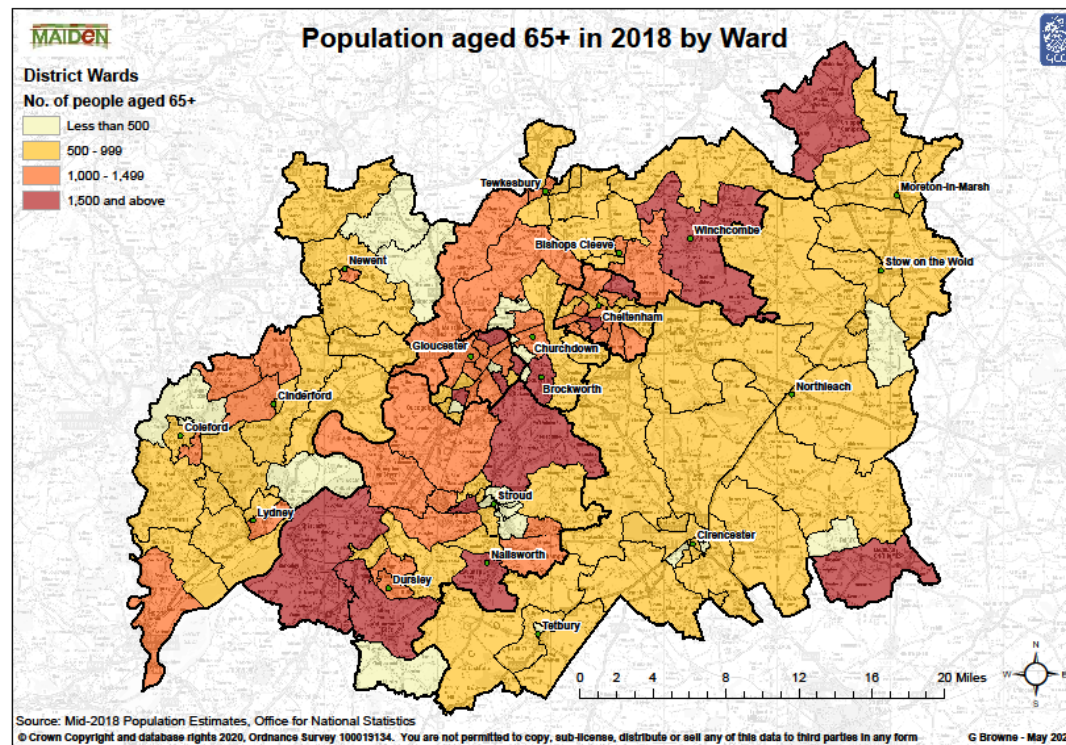 MAIDEN
Population aged 65+ in 2018 by Ward
GCC
District Wards
No. of people aged 65+
Less than 500
500 - 999
1,000 - 1,499
1,500 and above
Tewkesbury
Moreton-in-Marsh
Winchcombe
Bishops Cleeve
Newent
Stow on the Wold
Cheltenham
Gloucester
Churchdown
Brockworth
Northleach
Cinderford
Coleford
Stroud
Lydney
Cirencester
Nailsworth
Dursley
Tetbury
N
W
E
S
0 4 8 12 16 20 Miles
Source: Mid-2018 Population Estimates, Office for National Statistics
© Crown Copyright and database rights 2020, Ordnance Survey 100019134. You are not permitted to copy, sub-license, distribute or sell any of this data to third parties in any form
G Browne - May 202